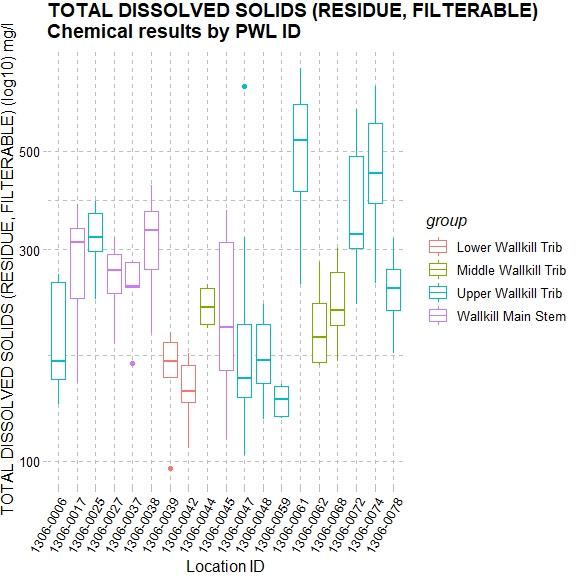 TOTAL DISSOLVED SOLIDS (RESIDUE, FILTERABLE)
Chemical results by PWL ID
TOTAL DISSOLVED SOLIDS (RESIDUE, FILTERABLE) (log10) mg/l
500
300
100
group
Lower Wallkill Trib
Middle Wallkill Trib
Upper Wallkill Trib
Wallkill Main Stem
1306-0006
1306-0017
1306-0025
1306-0027
1306-0037
1306-0038
1306-0039
1306-0042
1306-0044
1306-0045
1306-0047
1306-0048
1306-0059
1306-0061
1306-0062
1306-0068
1306-0072
1306-0074
1306-0078
Location ID